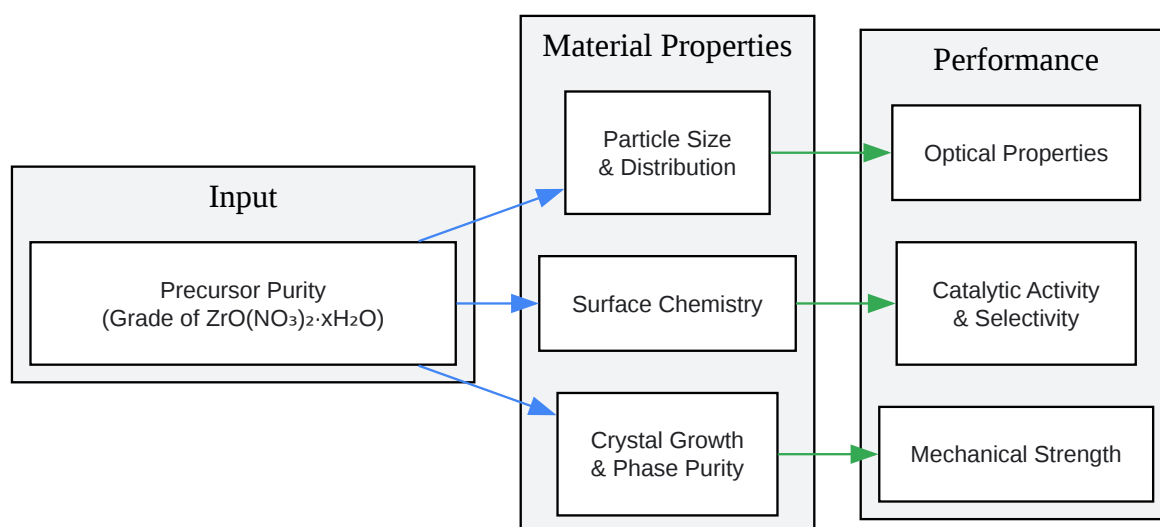 Input
Precursor Purity
(Grade of ZrO(NO₃)₂·xH₂O)
Material Properties
Particle Size
& Distribution
Surface Chemistry
Crystal Growth
& Phase Purity
Performance
Optical Properties
Catalytic Activity
& Selectivity
Mechanical Strength